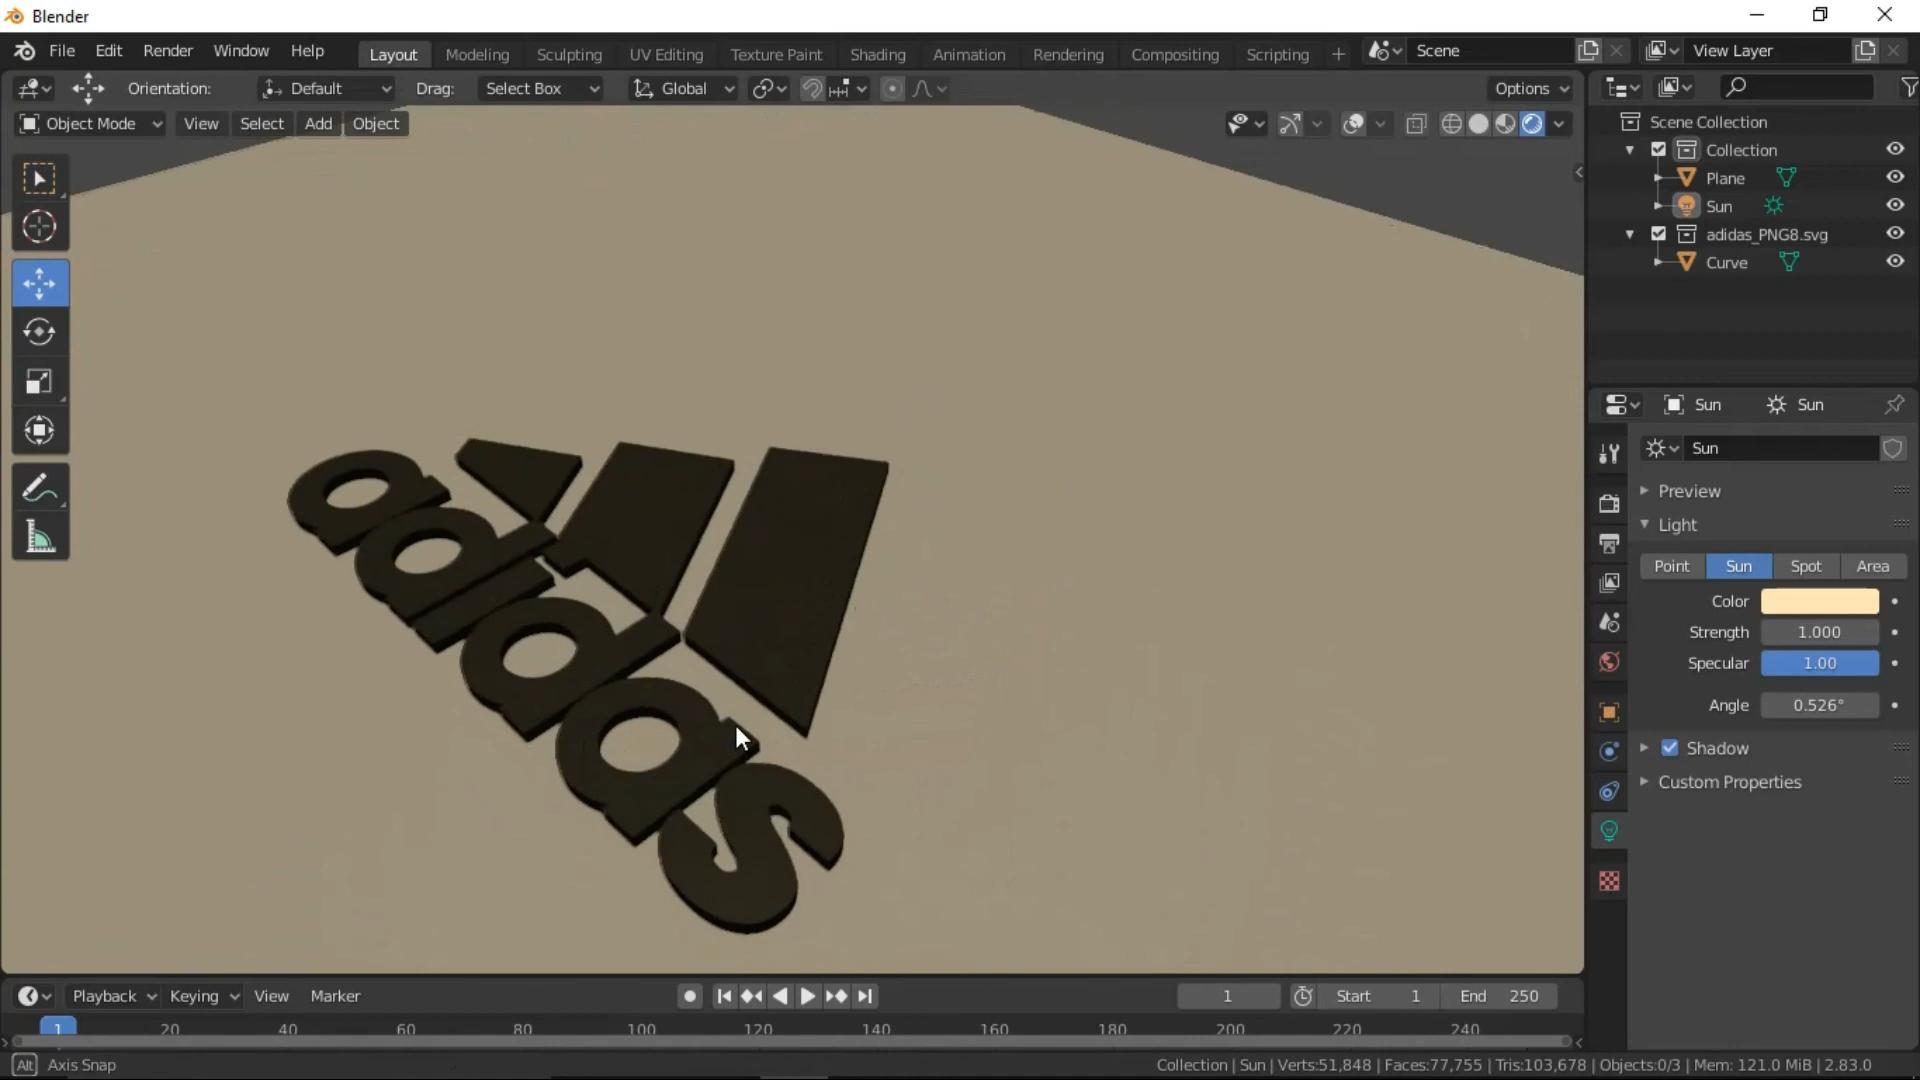 Blender
File Edit Render Window Help Layout Modeling Sculpting UV Editing Texture Paint Shading Animation Rendering Compositing Scripting + Scene View Layer
Orientation: Default Drag: Select Box Global Options
Object Mode View Select Add Object
Scene Collection
Collection
Plane
Sun
adidas_PNG8.svg
Curve
adidas
Sun Sun
Sun
Preview
Light
Point Sun Spot Area
Color
Strength 1.000
Specular 1.00
Angle 0.526°
Shadow
Custom Properties
Playback Keying View Marker 1 Start 1 End 250
1 20 40 60 80 100 120 140 160 180 200 220 240
Alt Axis Snap Collection | Sun | Verts:51,848 | Faces:77,755 | Tris:103,678 | Objects:0/3 | Mem: 121.0 MiB | 2.83.0